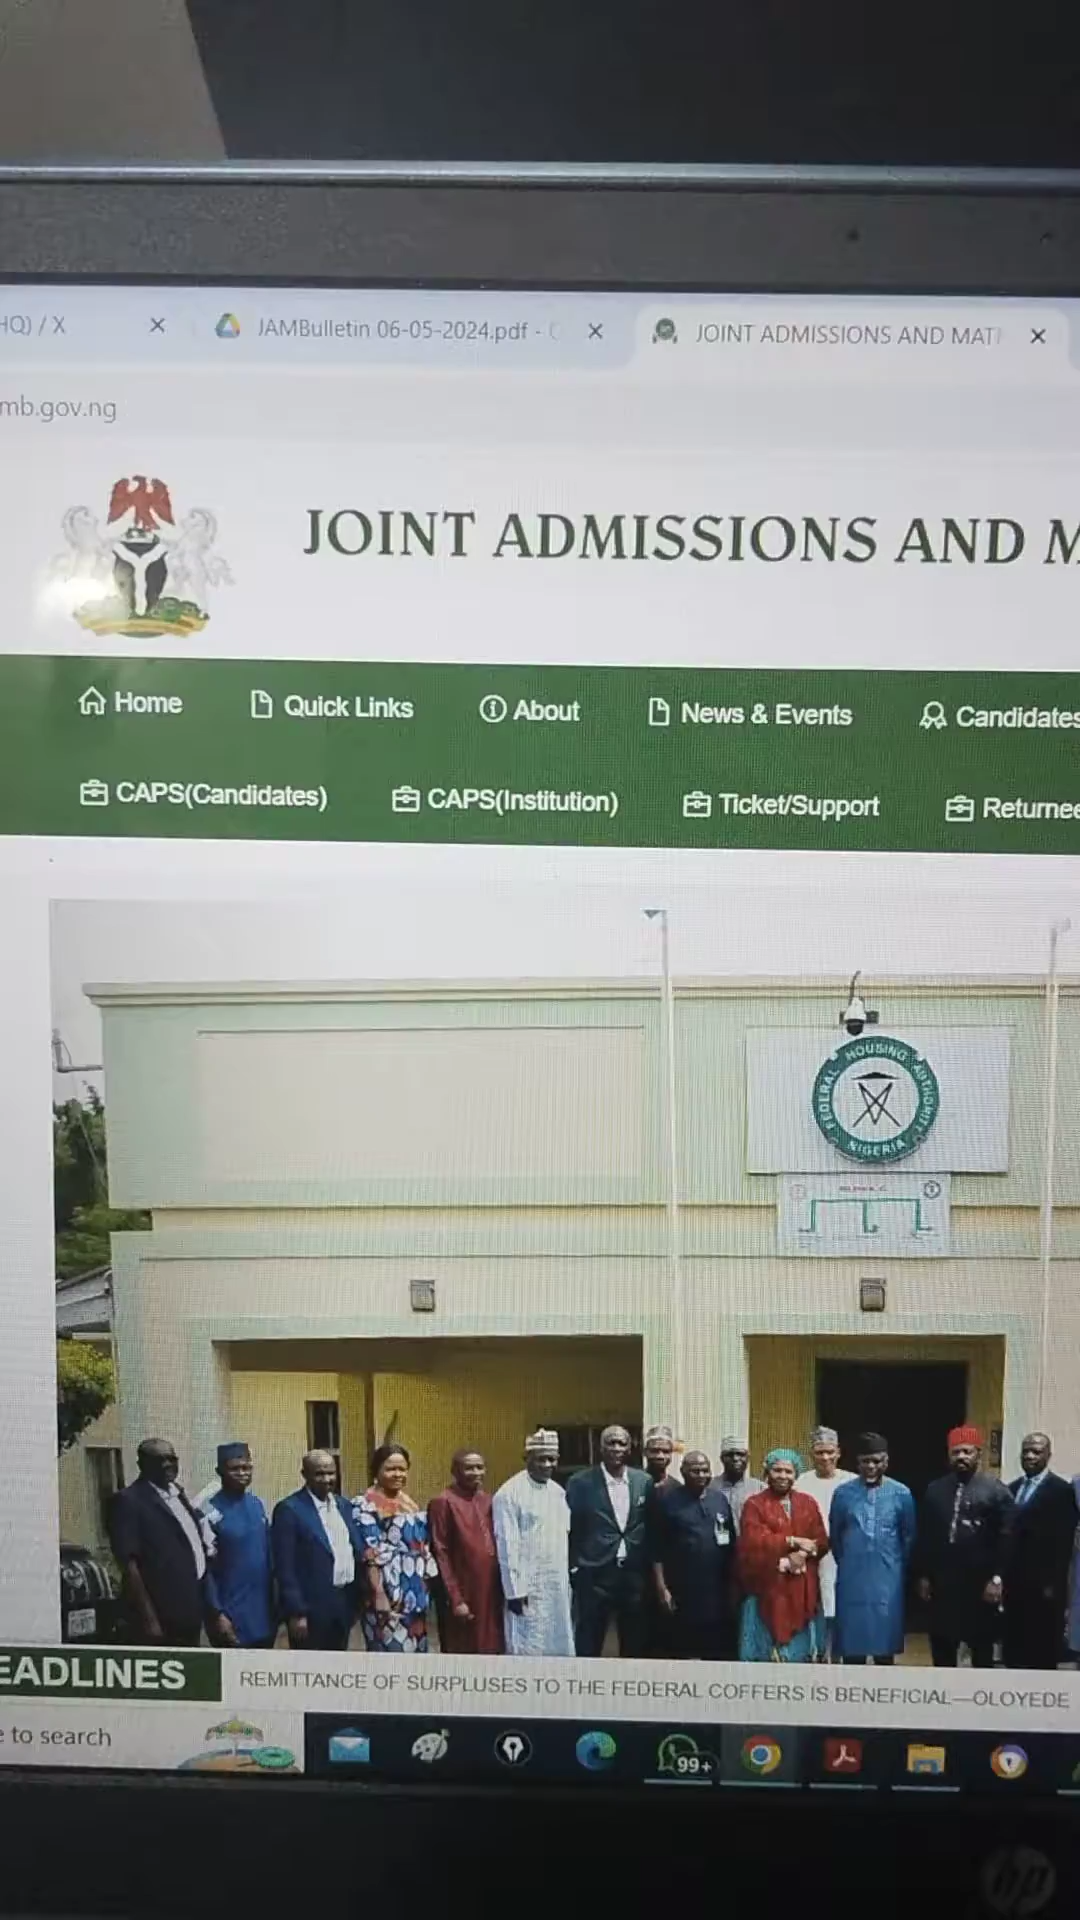 HQ) / X
JAMBulletin 06-05-2024.pdf -
JOINT ADMISSIONS AND MAT
mb.gov.ng
JOINT ADMISSIONS AND M
Home
Quick Links
About
News & Events
Candidates
CAPS(Candidates)
CAPS(Institution)
Ticket/Support
Returnee
FEDERAL HOUSING AUTHORITY
NIGERIA
EADLINES
REMITTANCE OF SURPLUSES TO THE FEDERAL COFFERS IS BENEFICIAL—OLOYEDE
e to search
99+
hp